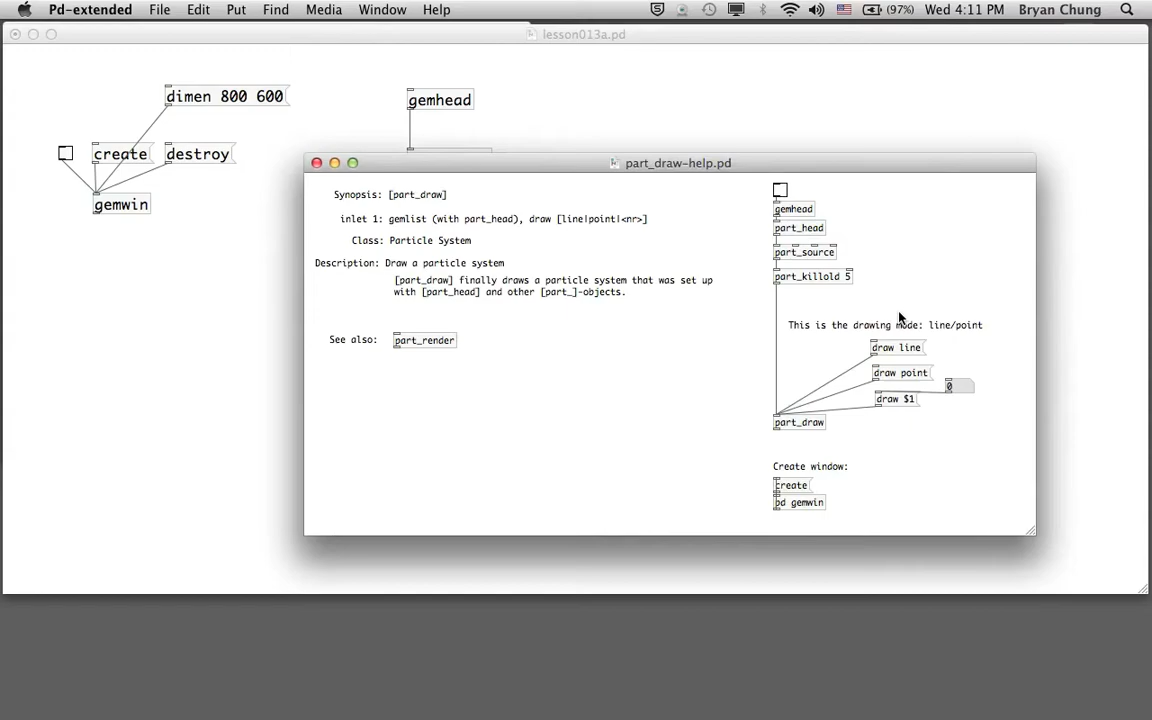 Pd-extended File Edit Put Find Media Window Help (97%) Wed 4:11 PM Bryan Chung
lesson013a.pd
dimen 800 600
gemhead
create
destroy
gemwin
part_draw-help.pd
Synopsis: [part_draw]
inlet 1: gemlist (with part_head), draw [line|point|<nr>]
Class: Particle System
Description: Draw a particle system
[part_draw] finally draws a particle system that was set up
with [part_head] and other [part_]-objects.
See also:
part_render
gemhead
part_head
part_source
part_killold 5
This is the drawing mode: line/point
draw line
draw point
0
draw $1
part_draw
Create window:
create
pd gemwin